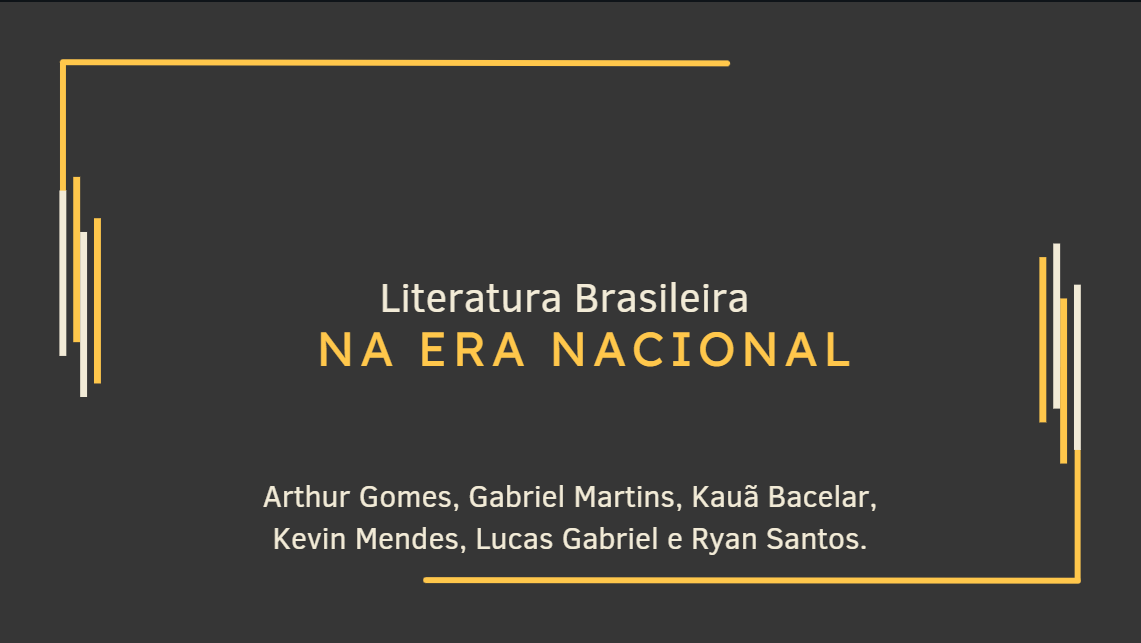 Literatura Brasileira
NA ERA NACIONAL
Arthur Gomes, Gabriel Martins, Kauã Bacelar,
Kevin Mendes, Lucas Gabriel e Ryan Santos.